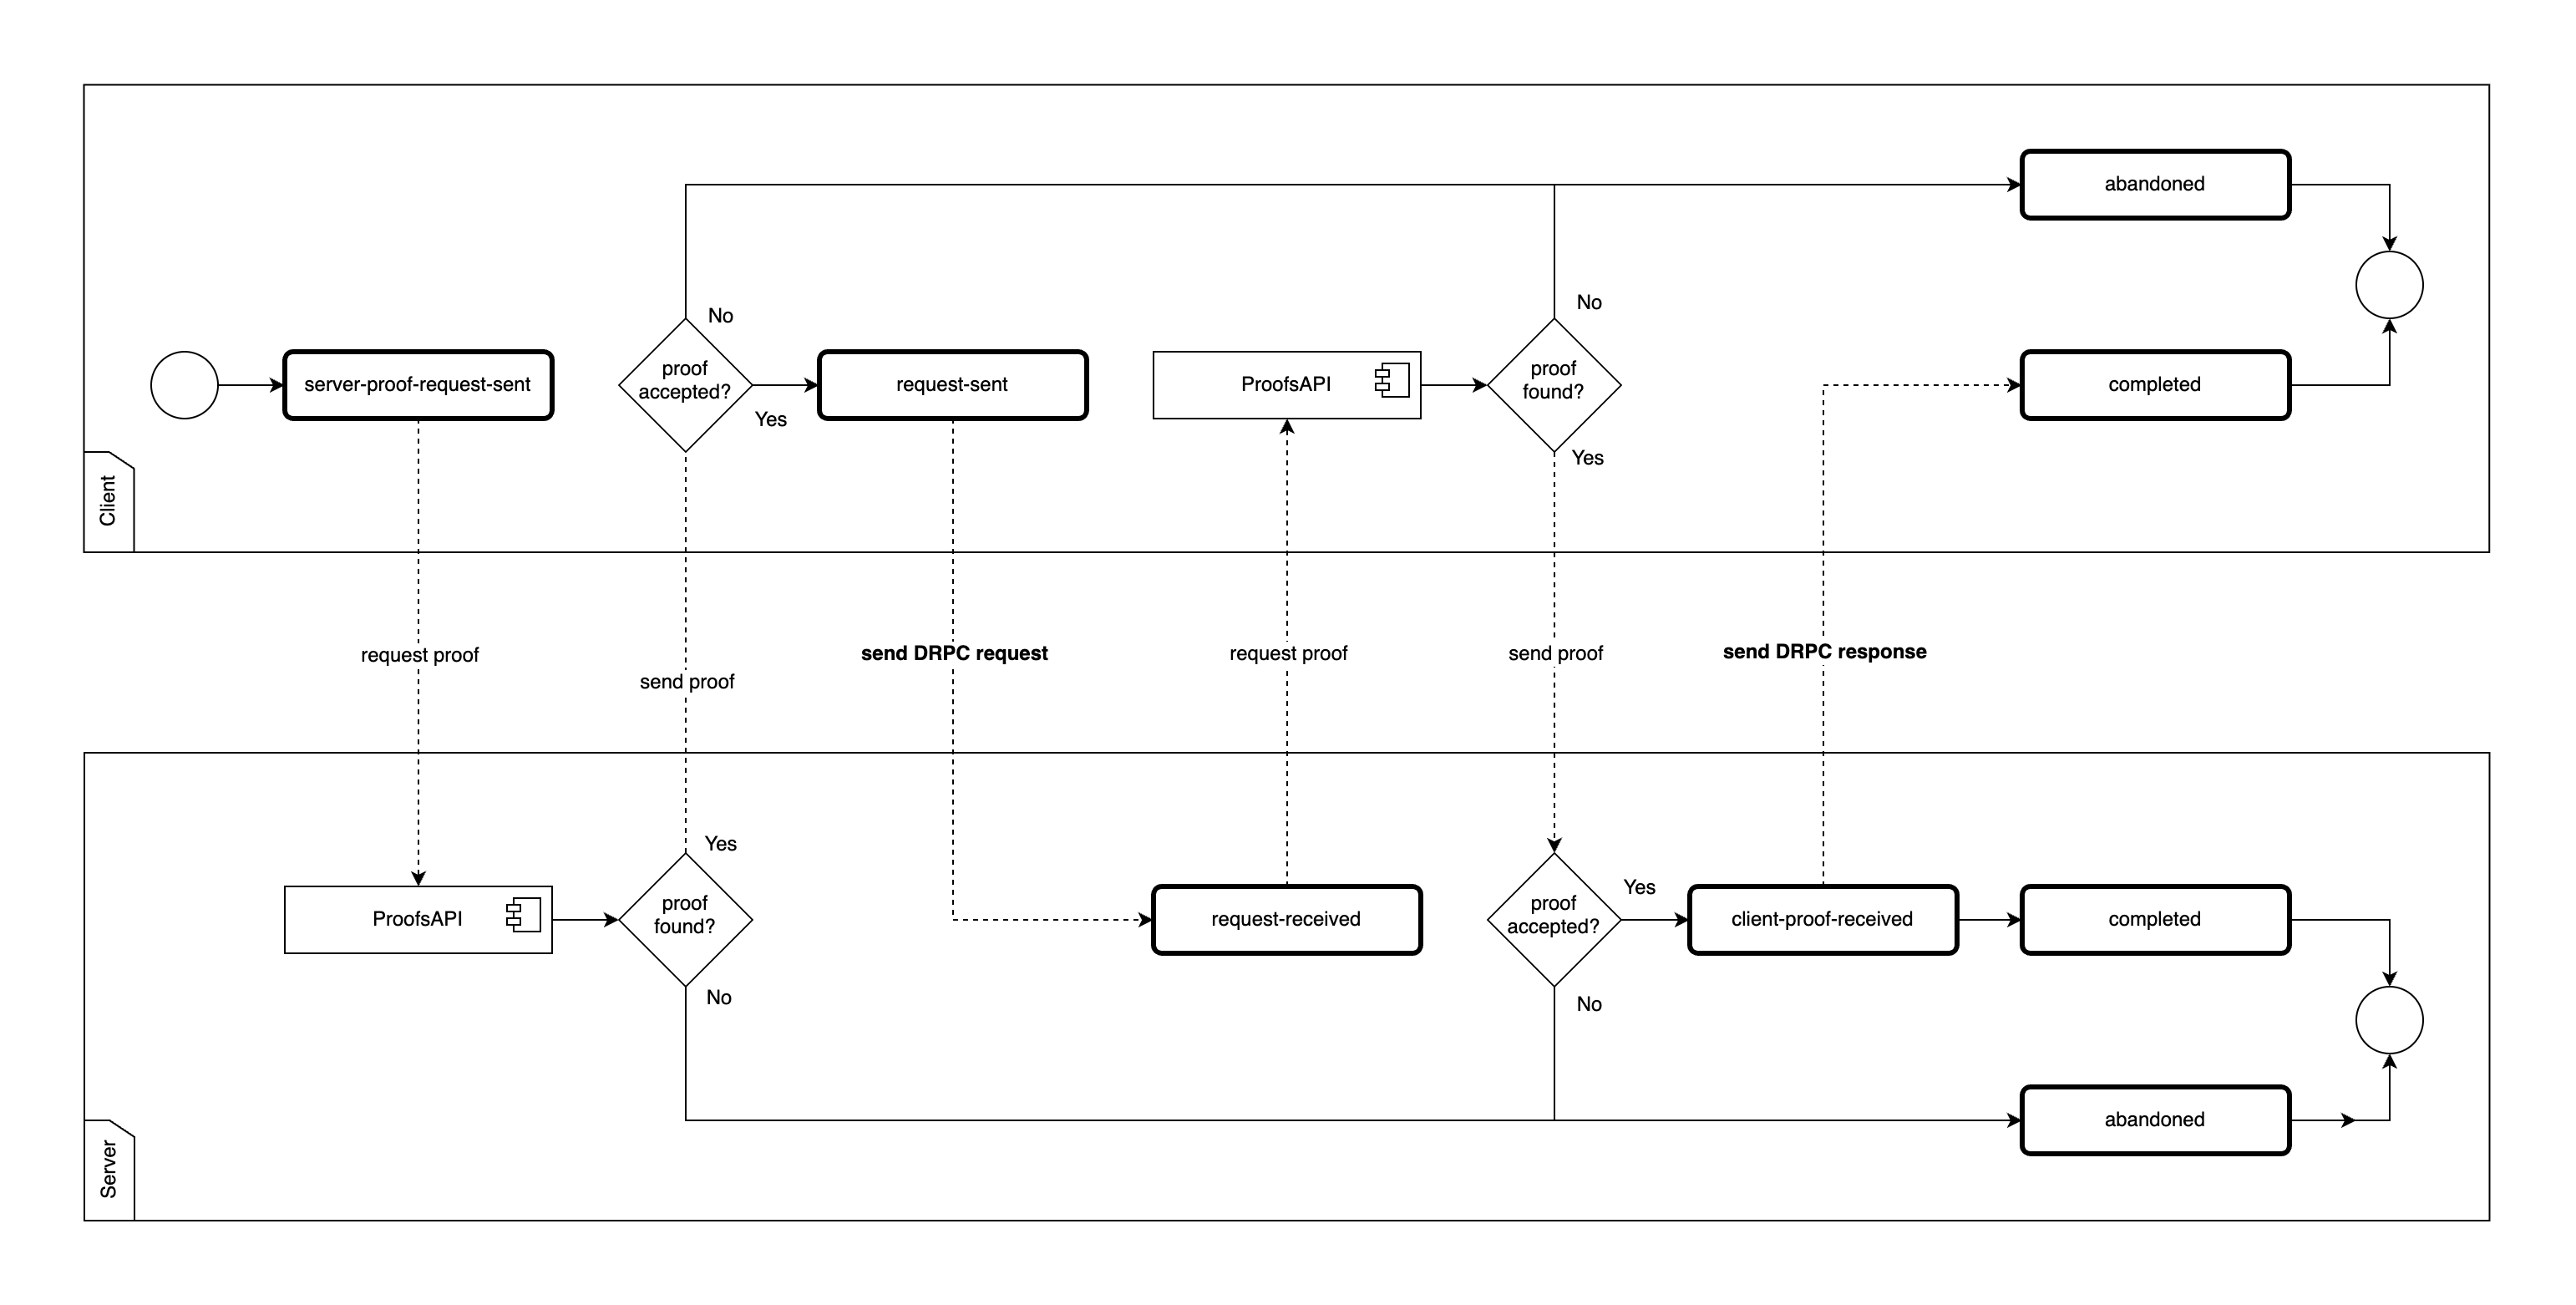 abandoned
No
No
server-proof-request-sent
proof
accepted?
request-sent
ProofsAPI
proof
found?
completed
Yes
Yes
Client
request proof
send proof
send DRPC request
request proof
send proof
send DRPC response
Yes
ProofsAPI
proof
found?
request-received
proof
accepted?
Yes
client-proof-received
completed
No
No
abandoned
Server